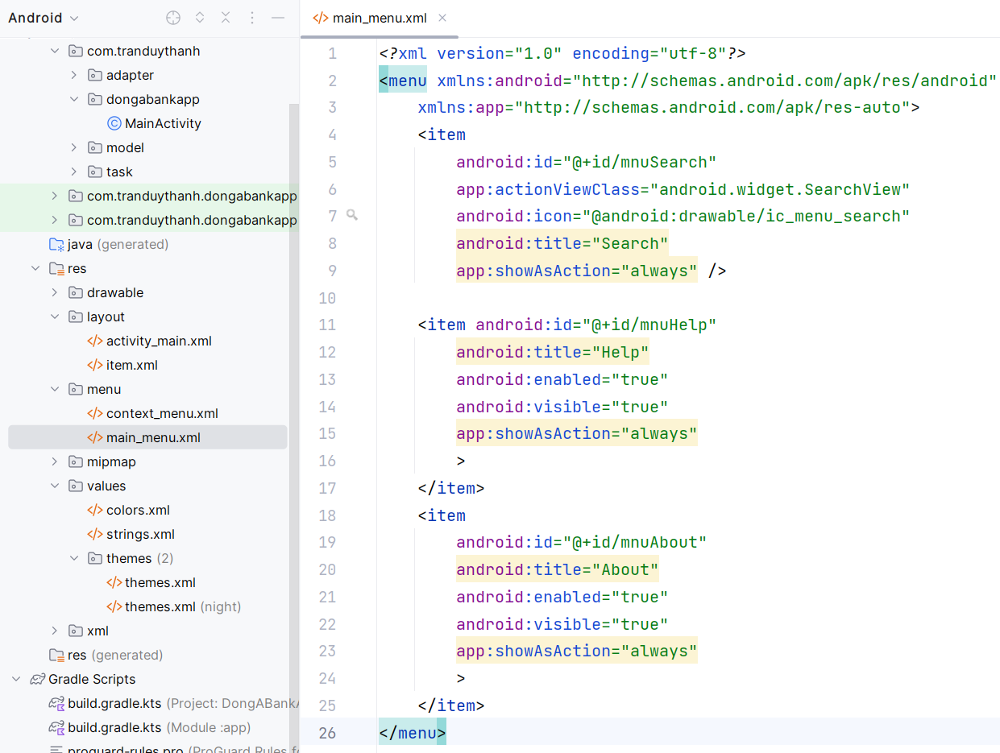 Android
com.tranduythanh
adapter
dongabankapp
MainActivity
model
task
com.tranduythanh.dongabankapp
com.tranduythanh.dongabankapp
java (generated)
res
drawable
layout
activity_main.xml
item.xml
menu
context_menu.xml
main_menu.xml
mipmap
values
colors.xml
strings.xml
themes (2)
themes.xml
themes.xml (night)
xml
res (generated)
Gradle Scripts
build.gradle.kts (Project: DongABankA
build.gradle.kts (Module :app)
proguard-rules.pro (ProGuard Rules fo
</> main_menu.xml
1 <?xml version="1.0" encoding="utf-8"?>
2 <menu xmlns:android="http://schemas.android.com/apk/res/android"
3 xmlns:app="http://schemas.android.com/apk/res-auto">
4 <item
5 android:id="@+id/mnuSearch"
6 app:actionViewClass="android.widget.SearchView"
7 android:icon="@android:drawable/ic_menu_search"
8 android:title="Search"
9 app:showAsAction="always" />
10
11 <item android:id="@+id/mnuHelp"
12 android:title="Help"
13 android:enabled="true"
14 android:visible="true"
15 app:showAsAction="always"
16 >
17 </item>
18 <item
19 android:id="@+id/mnuAbout"
20 android:title="About"
21 android:enabled="true"
22 android:visible="true"
23 app:showAsAction="always"
24 >
25 </item>
26 </menu>